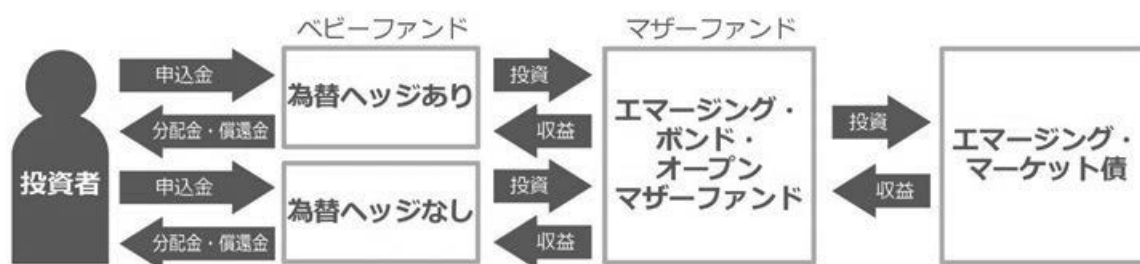 ベビーファンド
マザーファンド
投資者
申込金
分配金・償還金
申込金
分配金・償還金
為替ヘッジあり
為替ヘッジなし
投資
収益
投資
収益
エマージング・
ボンド・
オープン
マザーファンド
投資
収益
エマージング・
マーケット債